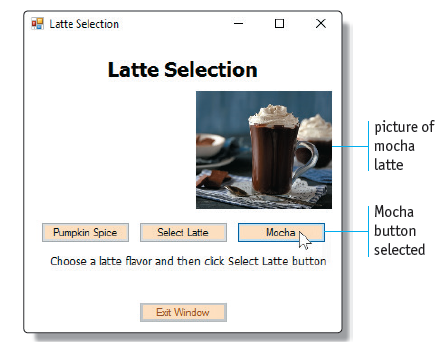 Latte Selection
Latte Selection
picture of
mocha
latte
Pumpkin Spice
Select Latte
Mocha
Mocha
button
selected
Choose a latte flavor and then click Select Latte button
Exit Window